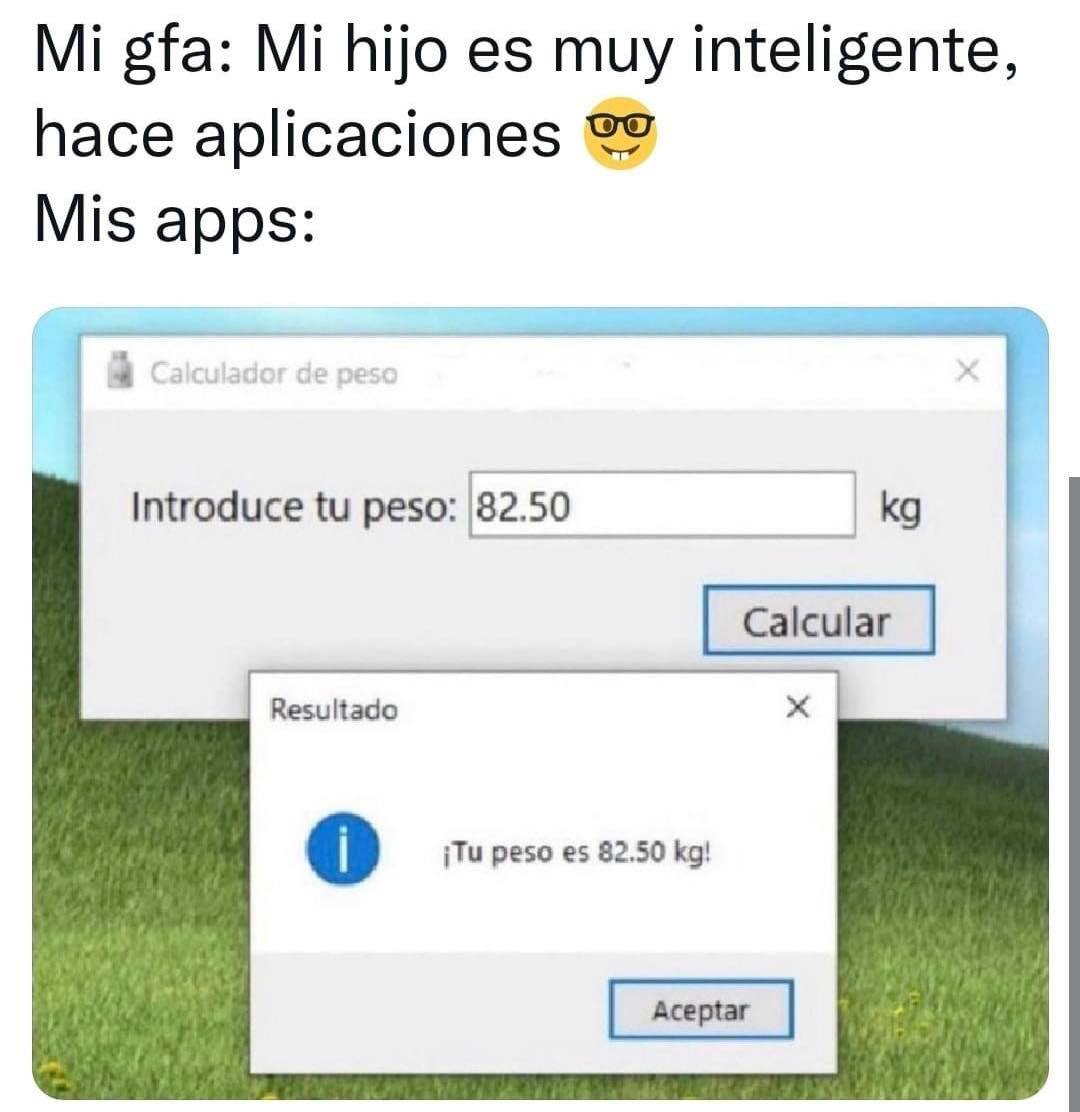 Mi gfa: Mi hijo es muy inteligente,
hace aplicaciones 🤓
Mis apps:
Calculador de peso
Introduce tu peso: 82.50 kg
Calcular
Resultado
¡Tu peso es 82.50 kg!
Aceptar